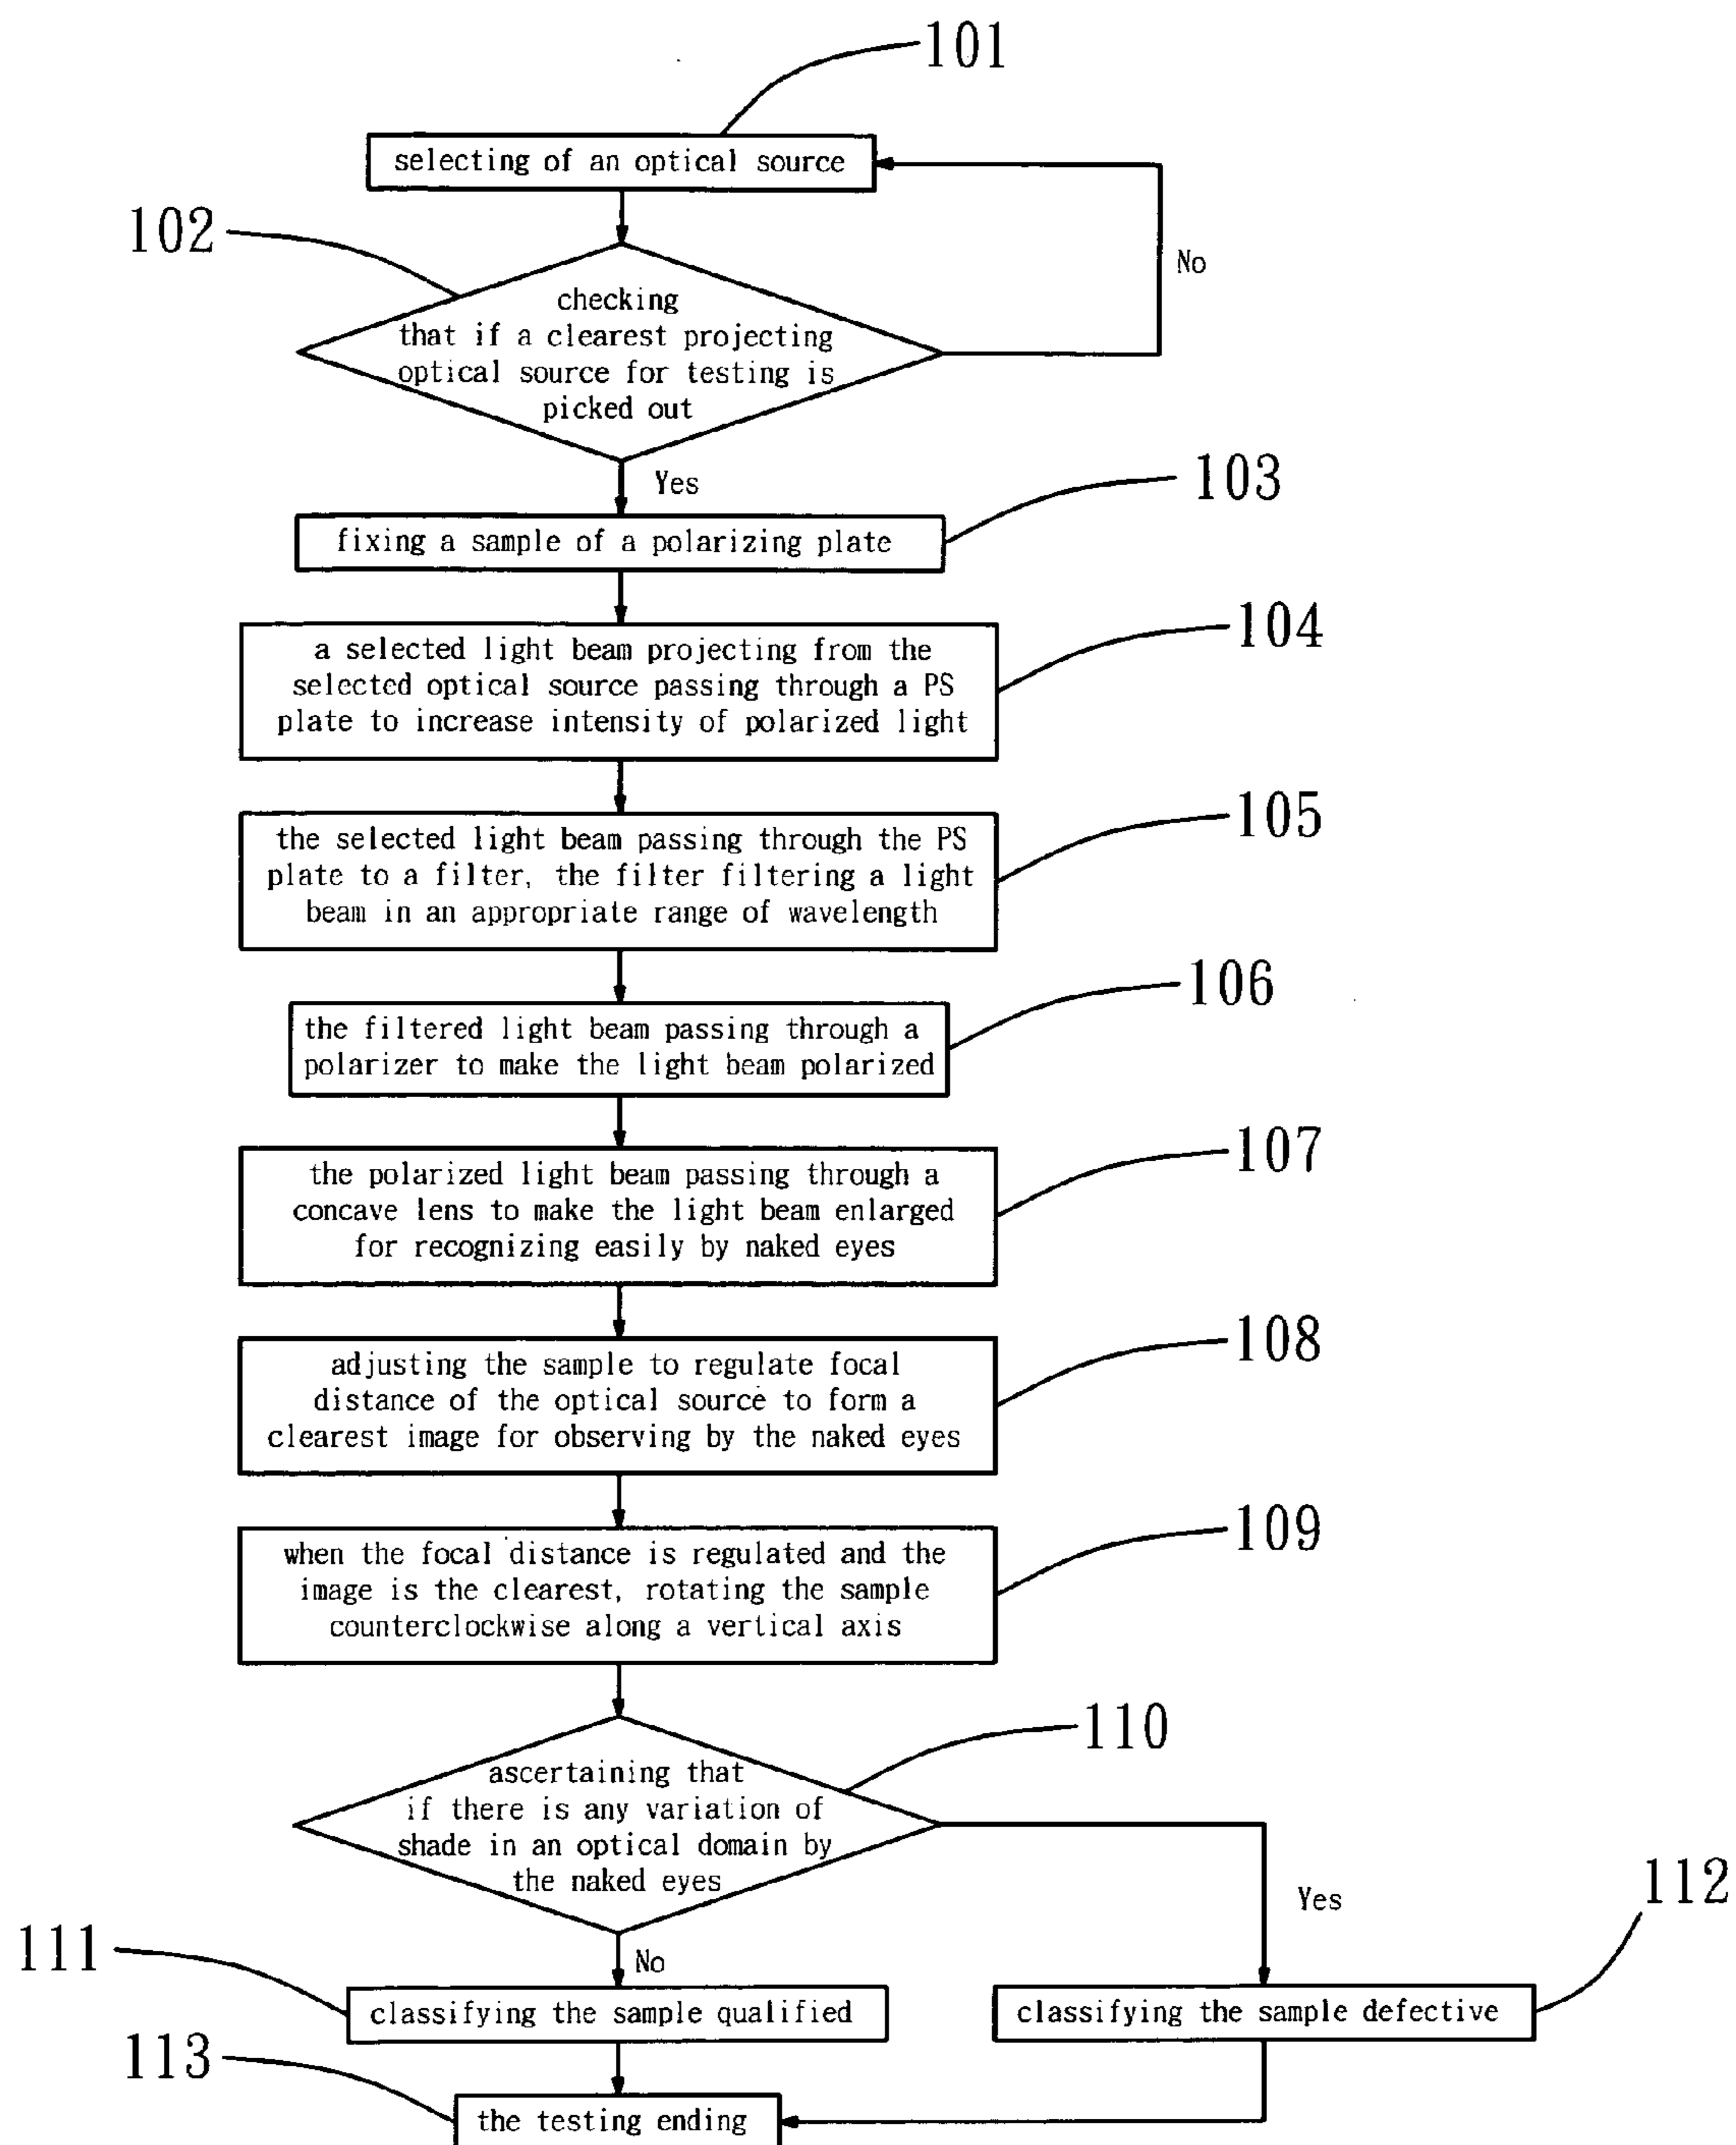 101
selecting of an optical source
102
No
checking
that if a clearest projecting
optical source for testing is
picked out
Yes
103
fixing a sample of a polarizing plate
104
a selected light beam projecting from the
selected optical source passing through a PS
plate to increase intensity of polarized light
105
the selected light beam passing through the PS
plate to a filter, the filter filtering a light
beam in an appropriate range of wavelength
106
the filtered light beam passing through a
polarizer to make the light beam polarized
107
the polarized light beam passing through a
concave lens to make the light beam enlarged
for recognizing easily by naked eyes
108
adjusting the sample to regulate focal
distance of the optical source to form a
clearest image for observing by the naked eyes
109
when the focal distance is regulated and the
image is the clearest, rotating the sample
counterclockwise along a vertical axis
110
ascertaining that
if there is any variation of
shade in an optical domain by
the naked eyes
Yes
112
111
No
classifying the sample qualified
classifying the sample defective
113
the testing ending